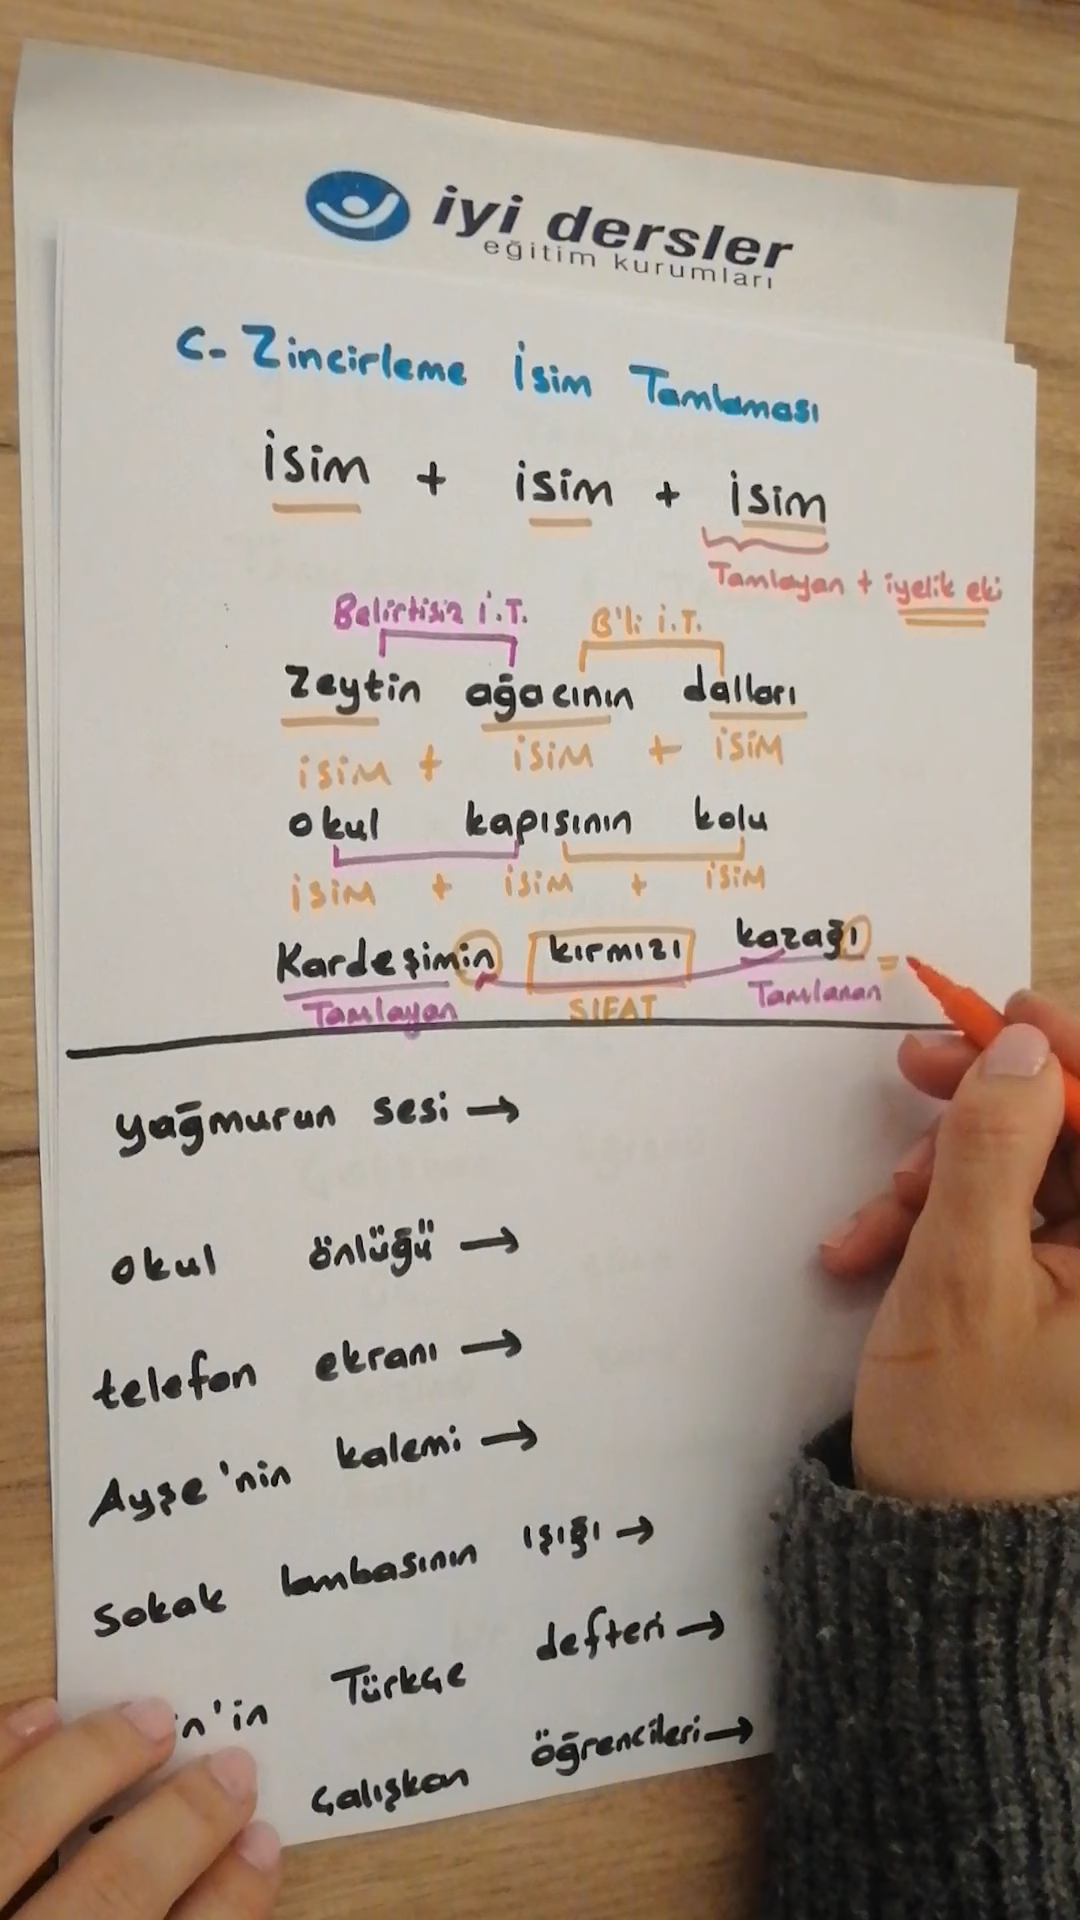 iyi dersler
eğitim kurumları
C- Zincirleme İsim Tamlaması
isim + isim + isim
Tamlayan + iyelik eki
Belirtisiz İ.T. B'li İ.T.
Zeytin ağacının dalları
isim + isim + isim
okul kapısının kolu
isim + isim + isim
Kardeşimin kırmızı kazağı =
Tamlayan SIFAT Tamlanan
yağmurun sesi →
okul önlüğü →
telefon ekranı →
Ayşe'nin kalemi →
Sokak lambasının ışığı →
n'in Türkçe defteri →
çalışkan öğrencileri →